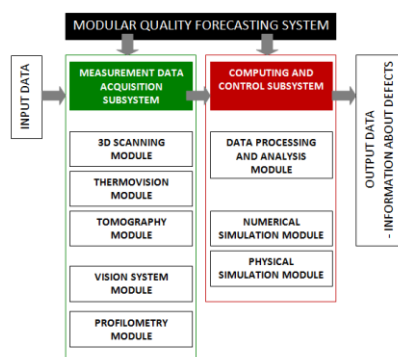 MODULAR QUALITY FORECASTING SYSTEM
INPUT DATA
MEASUREMENT DATA
ACQUISITION
SUBSYSTEM
3D SCANNING
MODULE
THERMOVISION
MODULE
TOMOGRAPHY
MODULE
VISION SYSTEM
MODULE
PROFILOMETRY
MODULE
COMPUTING AND
CONTROL SUBSYSTEM
DATA PROCESSING
AND ANALYSIS
MODULE
NUMERICAL
SIMULATION MODULE
PHYSICAL
SIMULATION MODULE
OUTPUT DATA
- INFORMATION ABOUT DEFECTS